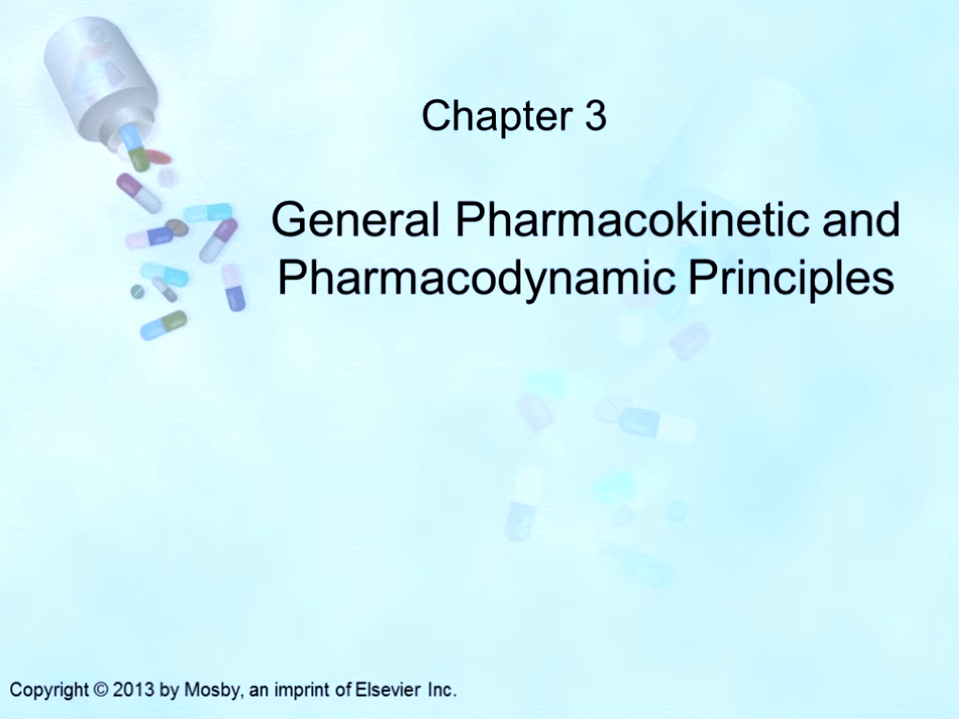 Chapter 3
General Pharmacokinetic and
Pharmacodynamic Principles
Copyright © 2013 by Mosby, an imprint of Elsevier Inc.